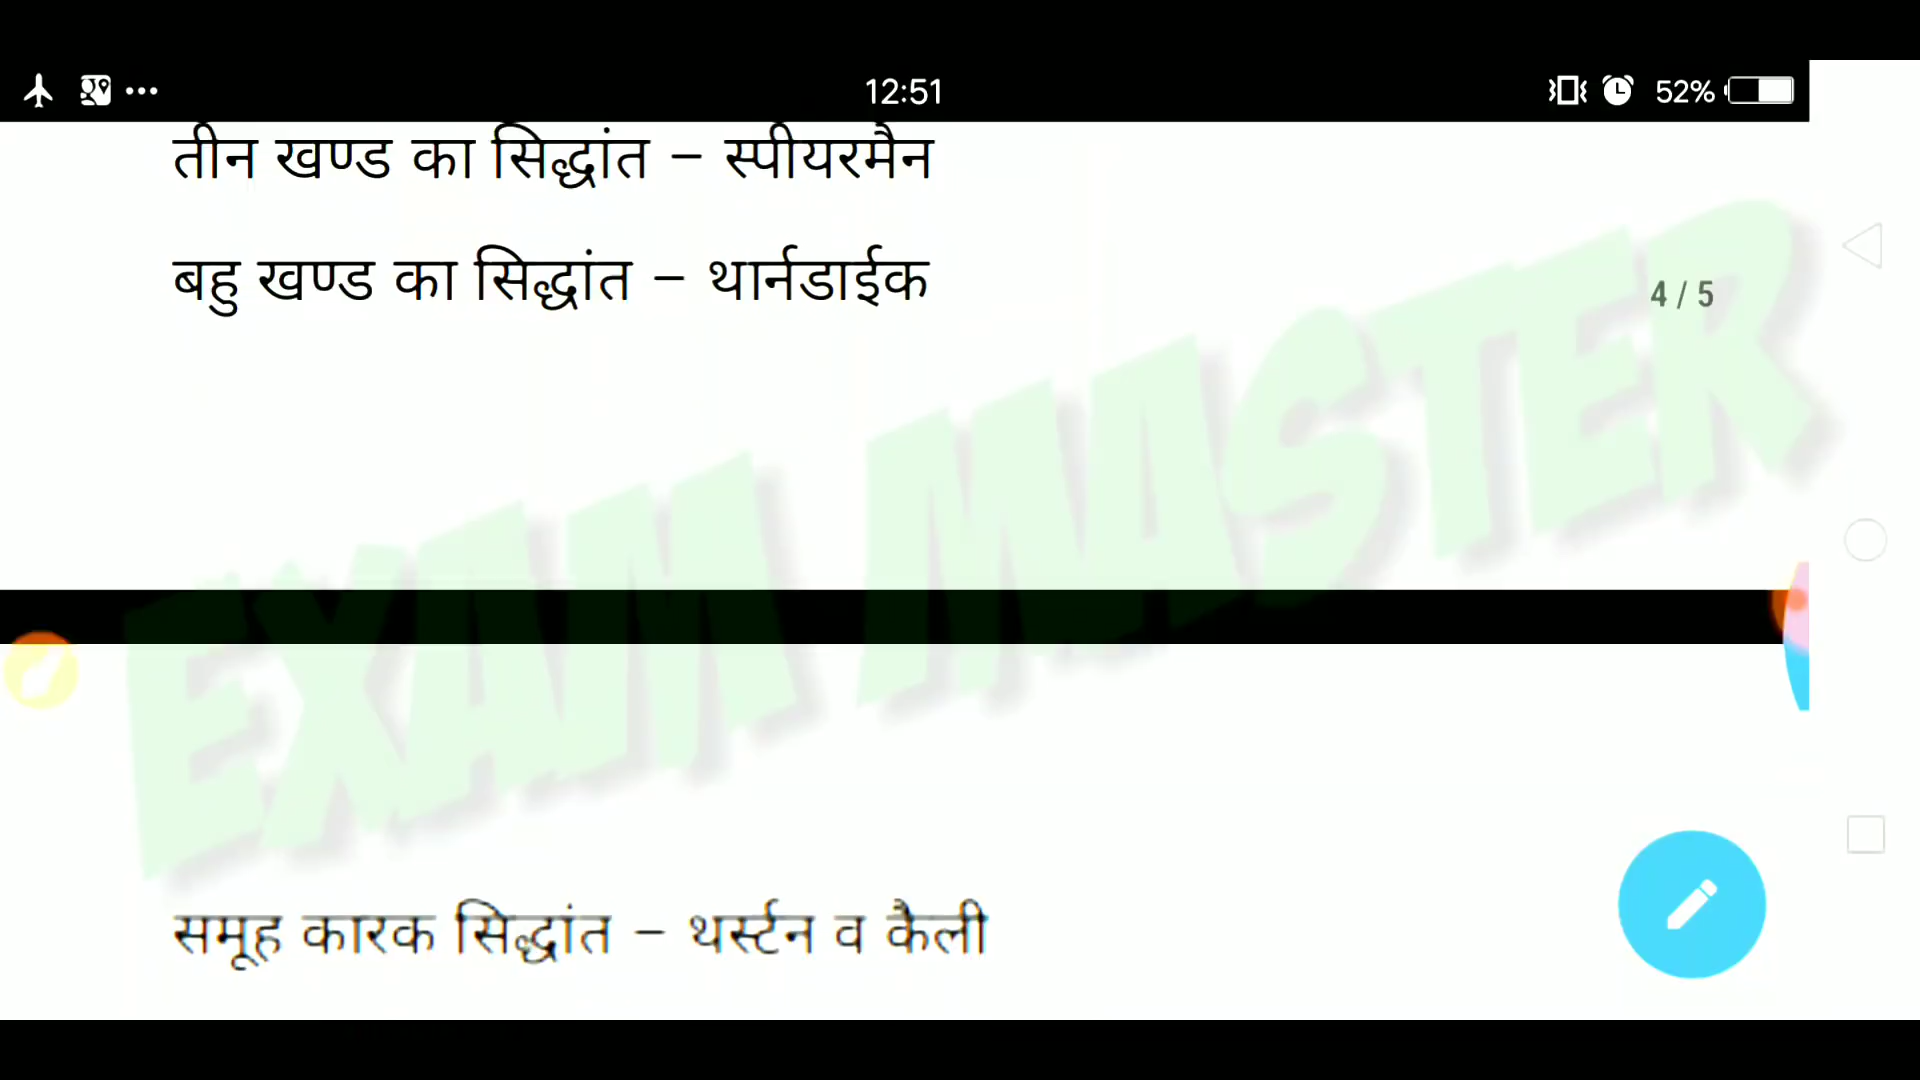 12:51
52%
तीन खण्ड का सिद्धांत – स्पीयरमैन
बहु खण्ड का सिद्धांत – थार्नडाईक
4 / 5
EXAM MASTER
समूह कारक सिद्धांत – थर्स्टन व कैली